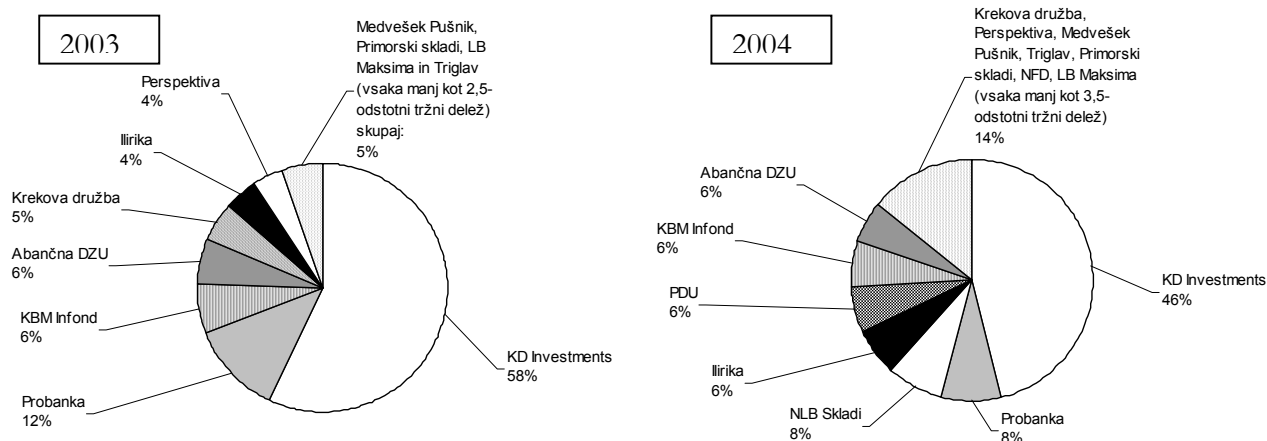 2003
Medvešek Pušnik,
Primorski skladi, LB
Maksima in Triglav
(vsaka manj kot 2,5-
odstotni tržni delež)
skupaj:
5%
Perspektiva
4%
Ilirika
4%
Krekova družba
5%
Abančna DZU
6%
KBM Infond
6%
Probanka
12%
KD Investments
58%
2004
Krekova družba,
Perspektiva, Medvešek
Pušnik, Triglav, Primorski
skladi, NFD, LB Maksima
(vsaka manj kot 3,5-
odstotni tržni delež)
14%
Abančna DZU
6%
KBM Infond
6%
PDU
6%
Ilirika
6%
NLB Skladi
8%
Probanka
8%
KD Investments
46%